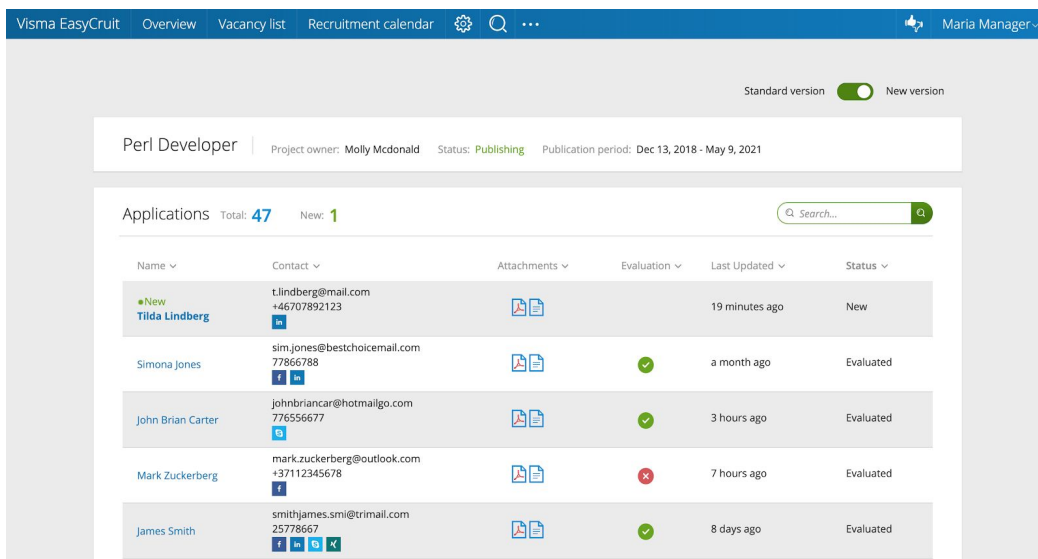 Visma EasyCruit Overview Vacancy list Recruitment calendar Maria Manager
Standard version New version
Perl Developer Project owner: Molly Mcdonald Status: Publishing Publication period: Dec 13, 2018 - May 9, 2021
Applications Total: 47 New: 1 Search...
Name Contact Attachments Evaluation Last Updated Status
New
Tilda Lindberg
t.lindberg@mail.com
+46707892123
in
19 minutes ago New
Simona Jones
sim.jones@bestchoicemail.com
77866788
f in
a month ago Evaluated
John Brian Carter
johnbriancar@hotmailgo.com
776556677
3 hours ago Evaluated
Mark Zuckerberg
mark.zuckerberg@outlook.com
+37112345678
f
7 hours ago Evaluated
James Smith
smithjames.smi@trimail.com
25778667
f in
8 days ago Evaluated